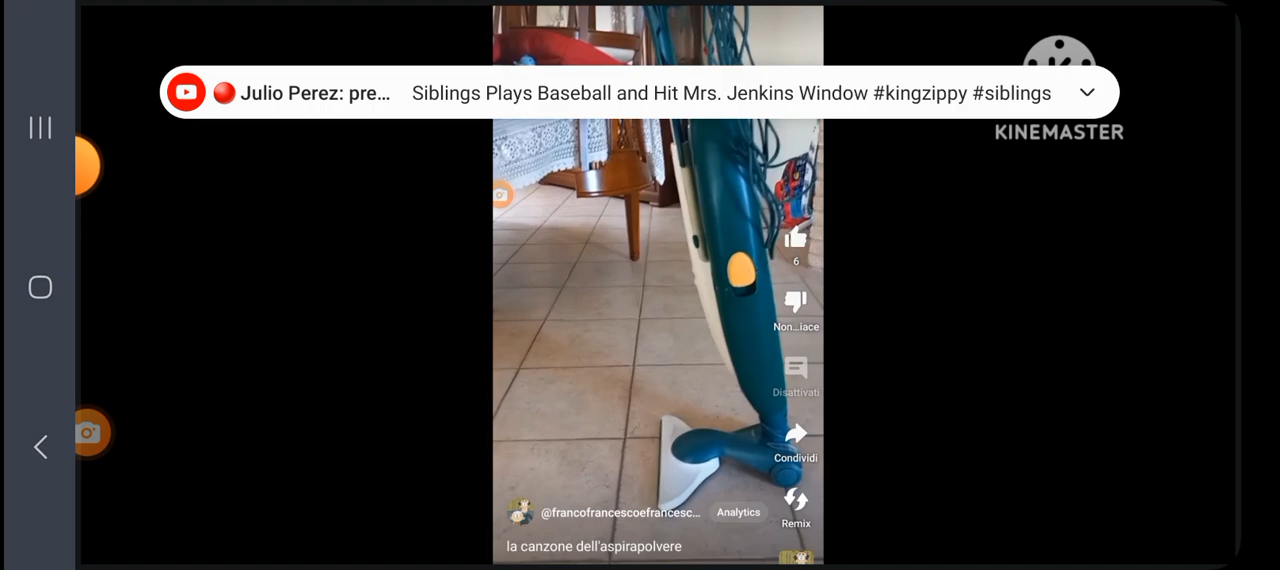 Julio Perez: pre... Siblings Plays Baseball and Hit Mrs. Jenkins Window #kingzippy #siblings
KINEMASTER
6
Non...iace
Disattivati
Condividi
@francofrancescoefrancesc... Analytics
Remix
la canzone dell'aspirapolvere